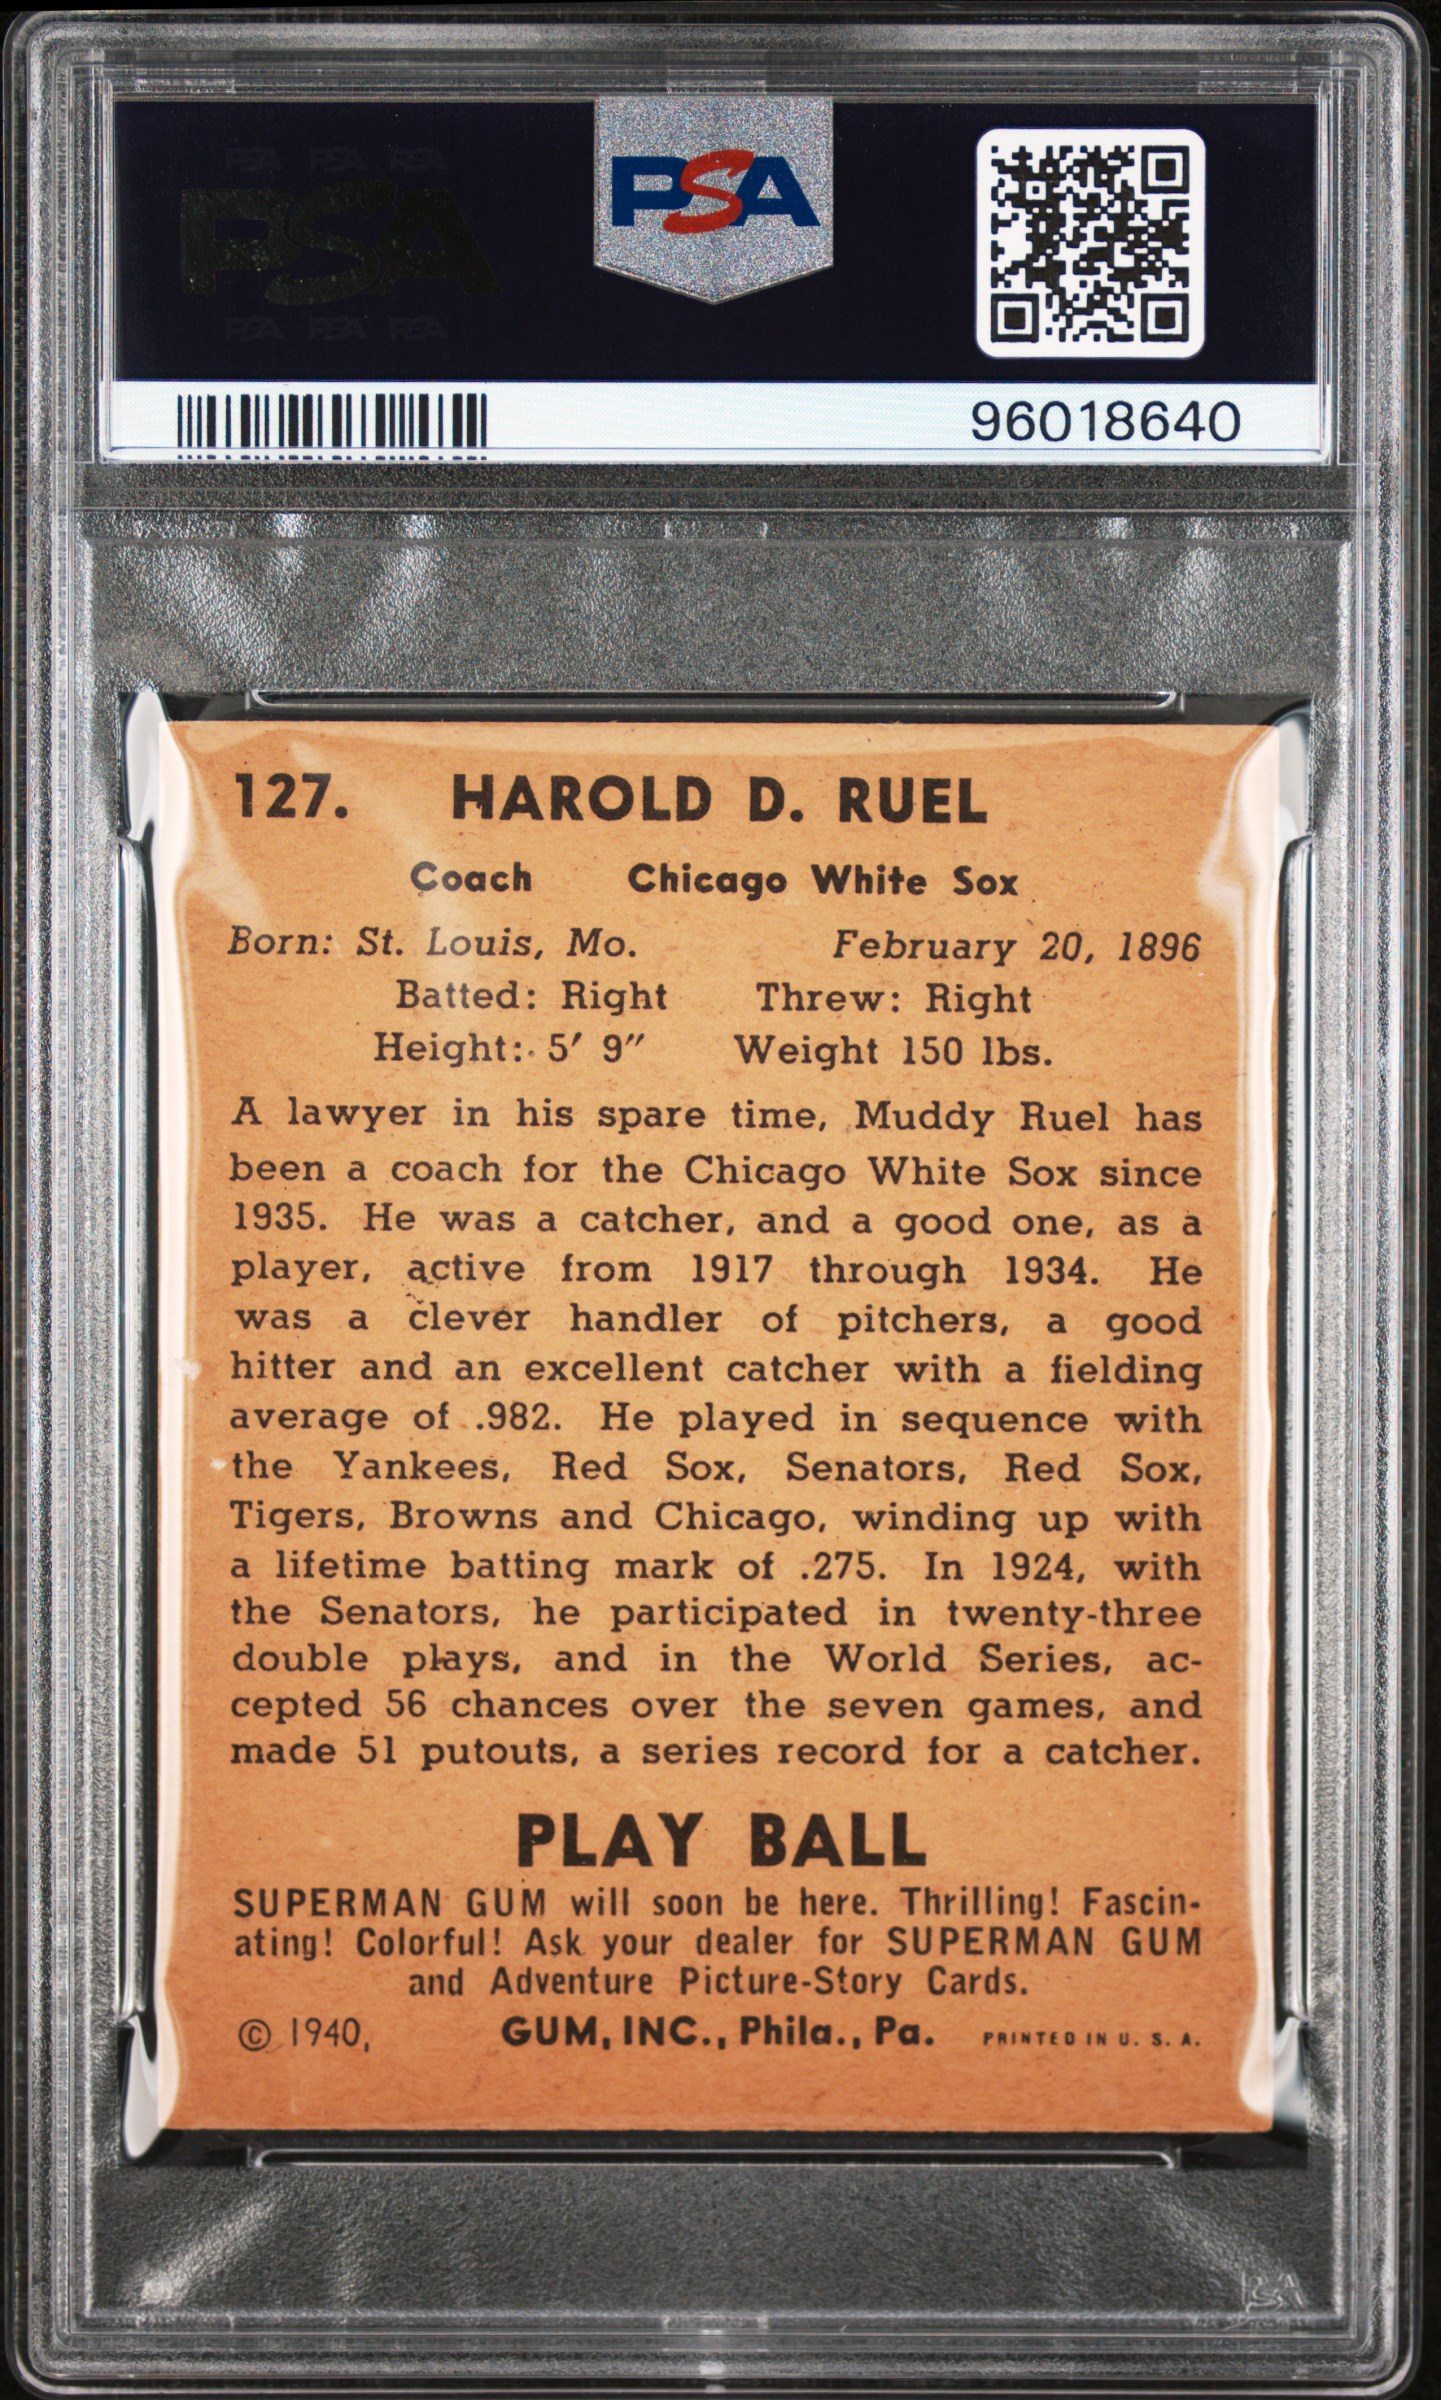 PSA PSA PSA
PSA
PSA PSA PSA
PSA
96018640
127. HAROLD D. RUEL
Coach Chicago White Sox
Born: St. Louis, Mo. February 20, 1896
Batted: Right Threw: Right
Height: 5′ 9″ Weight 150 lbs.
A lawyer in his spare time, Muddy Ruel has
been a coach for the Chicago White Sox since
1935. He was a catcher, and a good one, as a
player, active from 1917 through 1934. He
was a clever handler of pitchers, a good
hitter and an excellent catcher with a fielding
average of .982. He played in sequence with
the Yankees, Red Sox, Senators, Red Sox,
Tigers, Browns and Chicago, winding up with
a lifetime batting mark of .275. In 1924, with
the Senators, he participated in twenty-three
double plays, and in the World Series, ac-
cepted 56 chances over the seven games, and
made 51 putouts, a series record for a catcher.
PLAY BALL
SUPERMAN GUM will soon be here. Thrilling! Fascin-
ating! Colorful! Ask your dealer for SUPERMAN GUM
and Adventure Picture-Story Cards.
© 1940, GUM, INC., Phila., Pa. PRINTED IN U. S. A.
PSA